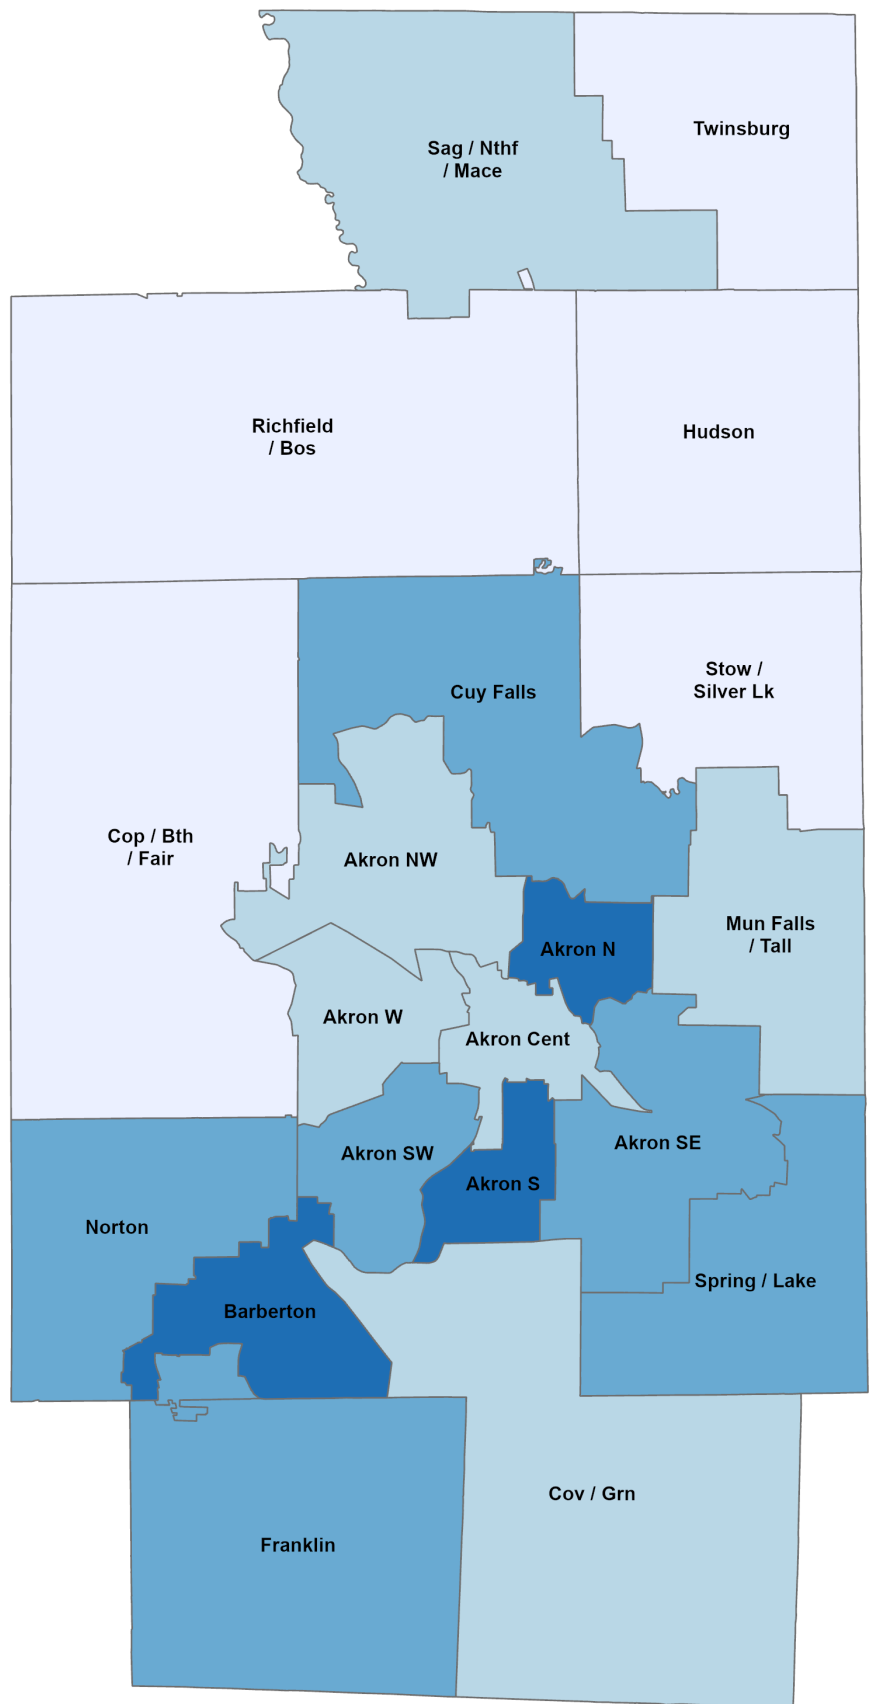 Twinsburg
Sag / Nthf
/ Mace
Richfield
/ Bos
Hudson
Stow /
Silver Lk
Cuy Falls
Cop / Bth
/ Fair
Akron NW
Mun Falls
/ Tall
Akron N
Akron W
Akron Cent
Akron SE
Akron SW
Akron S
Norton
Spring / Lake
Barberton
Cov / Grn
Franklin